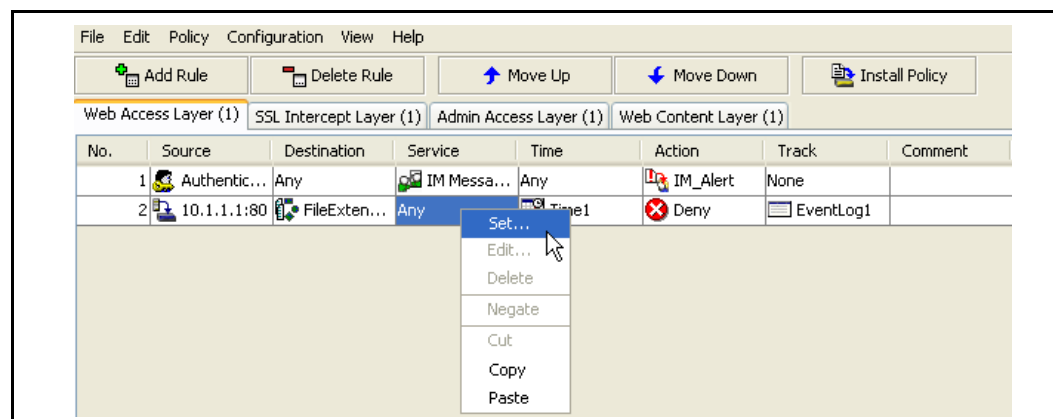 File Edit Policy Configuration View Help
Add Rule Delete Rule Move Up Move Down Install Policy
Web Access Layer (1) SSL Intercept Layer (1) Admin Access Layer (1) Web Content Layer (1)
No. Source Destination Service Time Action Track Comment
1 Authentic... Any IM Messa... Any IM_Alert None
2 10.1.1.1:80 FileExten... Any Time1 Deny EventLog1
Set...
Edit...
Delete
Negate
Cut
Copy
Paste